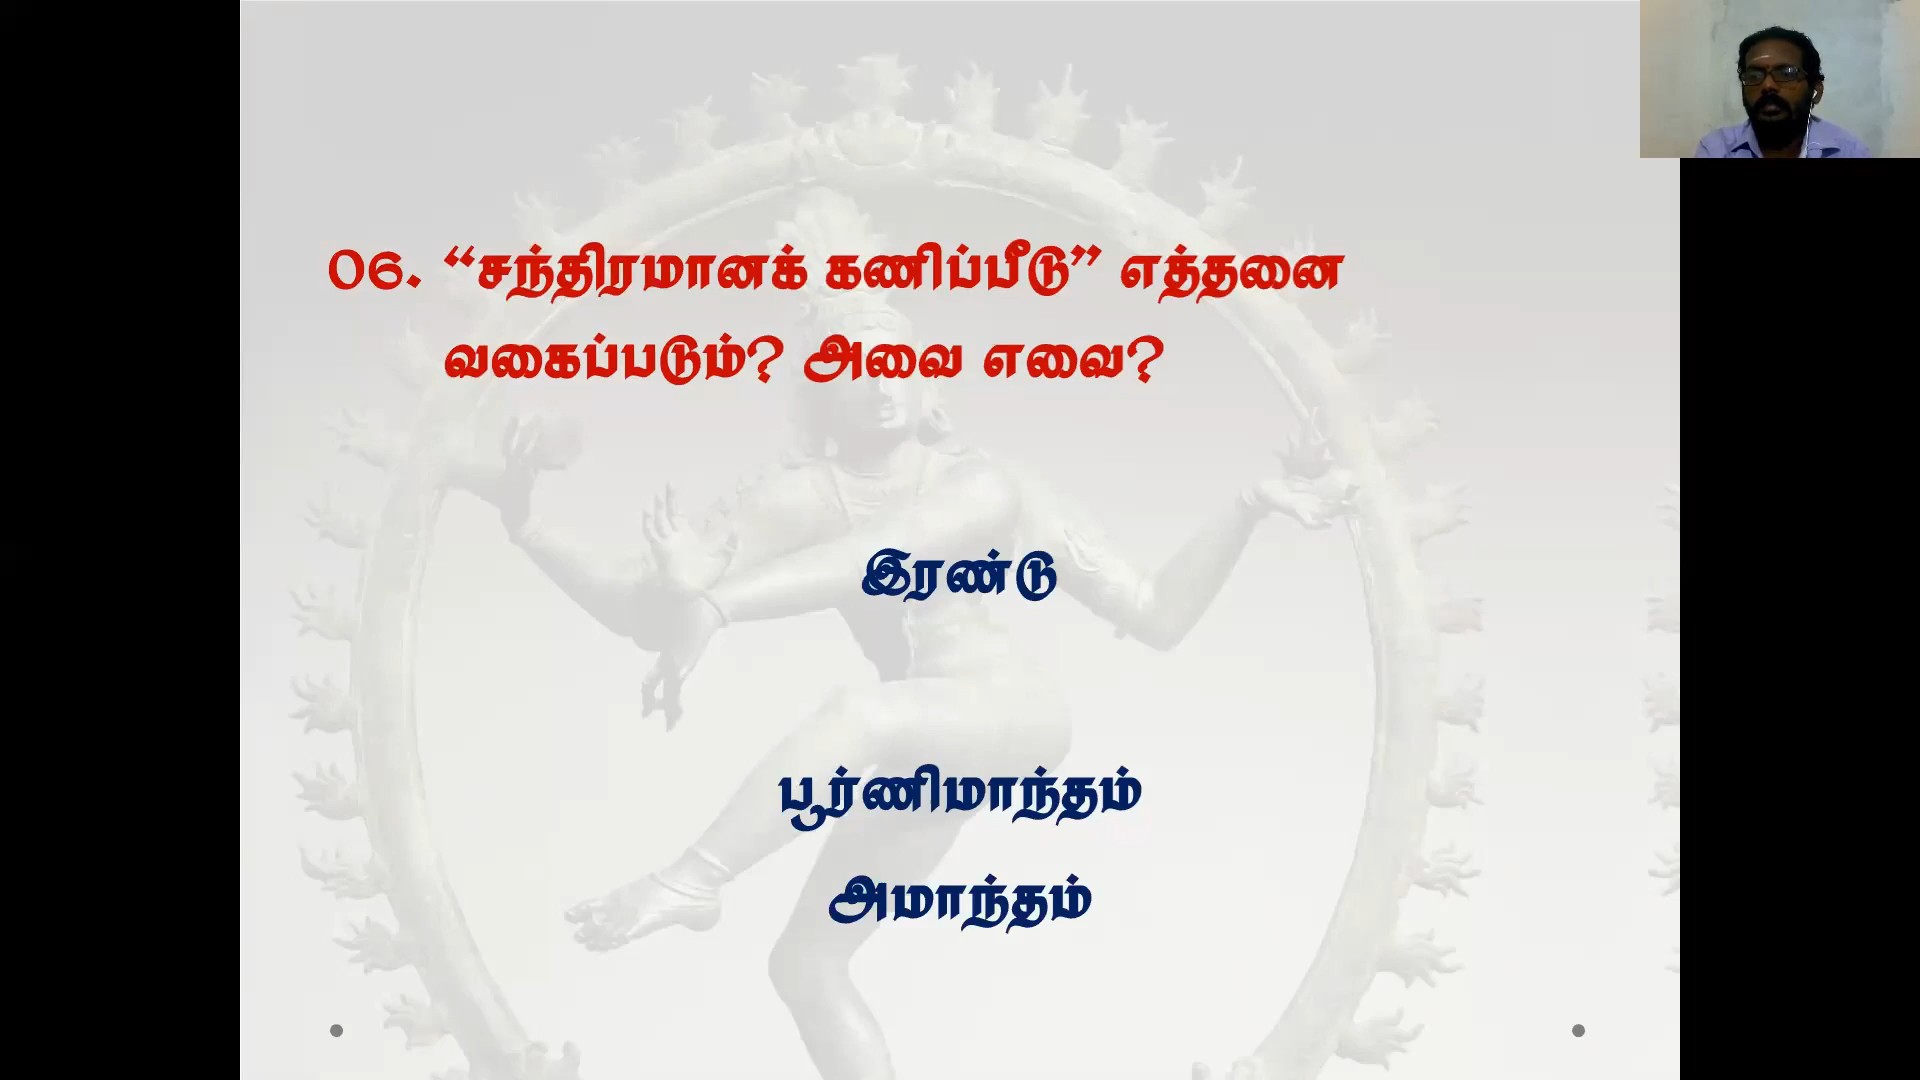 06. “சந்திரமானக் கணிப்பீடு” எத்தனை
வகைப்படும்? அவை எவை?
இரண்டு
பூர்ணிமாந்தம்
அமாந்தம்